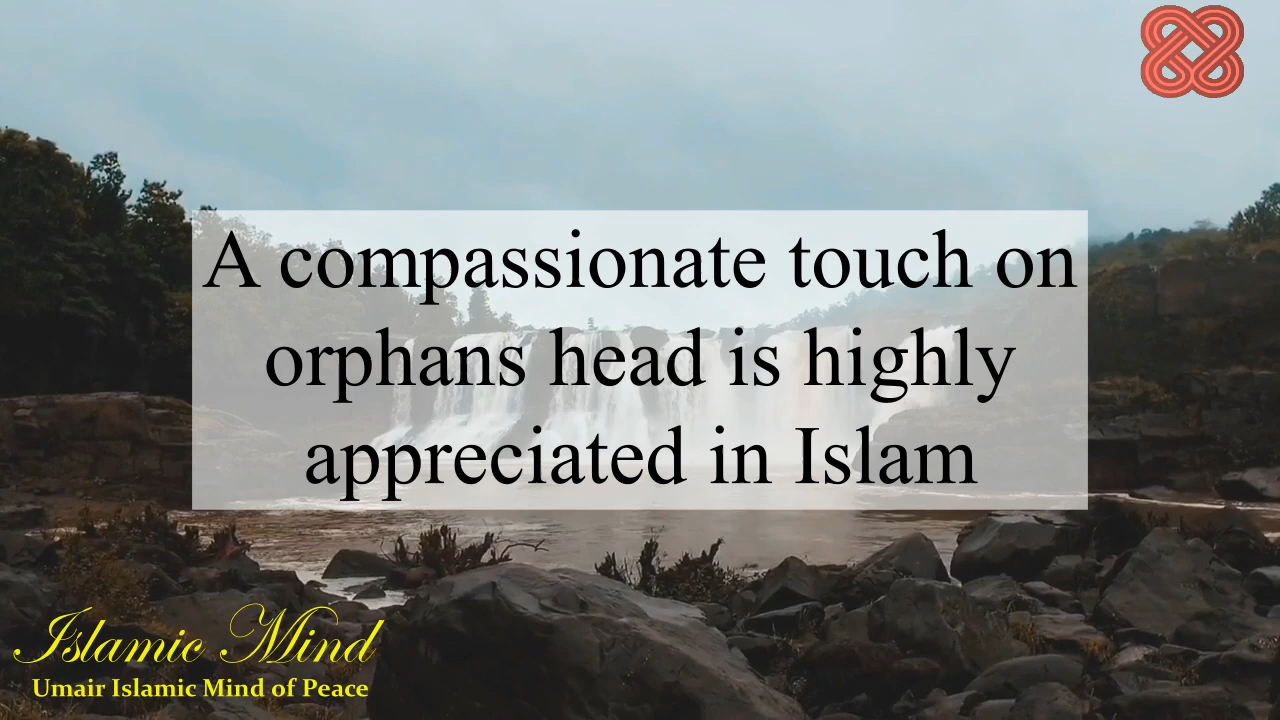 A compassionate touch on
orphans head is highly
appreciated in Islam
Islamic Mind
Umair Islamic Mind of Peace